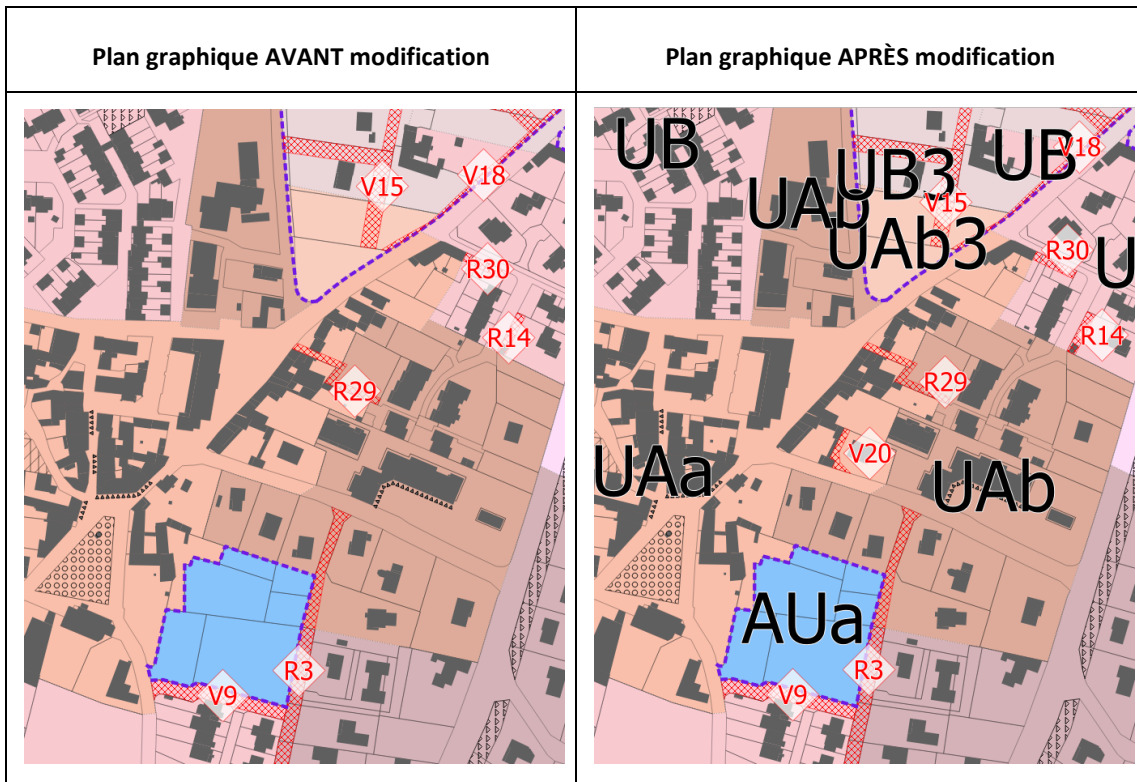 Plan graphique AVANT modification
Plan graphique APRÈS modification
V15
V18
R30
R14
R29
R3
V9
UB
UB
V18
UB3
UAb
V15
UAb3
R30
U
R14
R29
V20
UAa
UAb
AUa
R3
V9